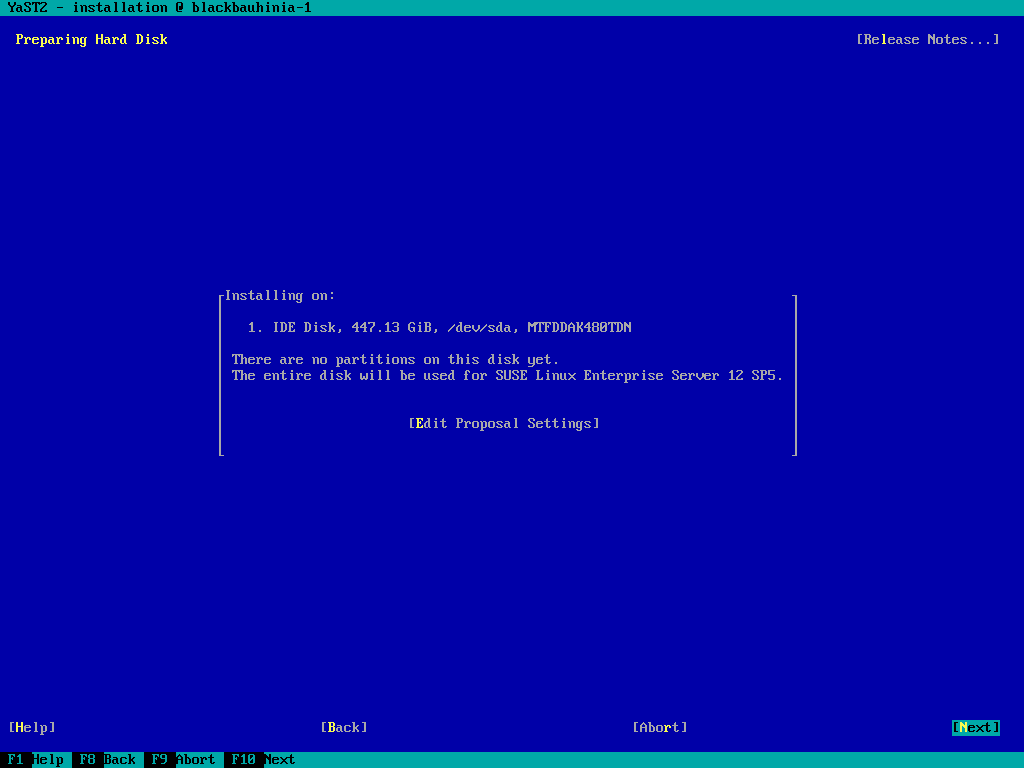 YaST2 - installation @ blackbauhinia-1
Preparing Hard Disk [Release Notes...]
Installing on:
1. IDE Disk, 447.13 GiB, /dev/sda, MTFDDAK480TDN
There are no partitions on this disk yet.
The entire disk will be used for SUSE Linux Enterprise Server 12 SP5.
[Edit Proposal Settings]
[Help] [Back] [Abort] [Next]
F1 Help F8 Back F9 Abort F10 Next